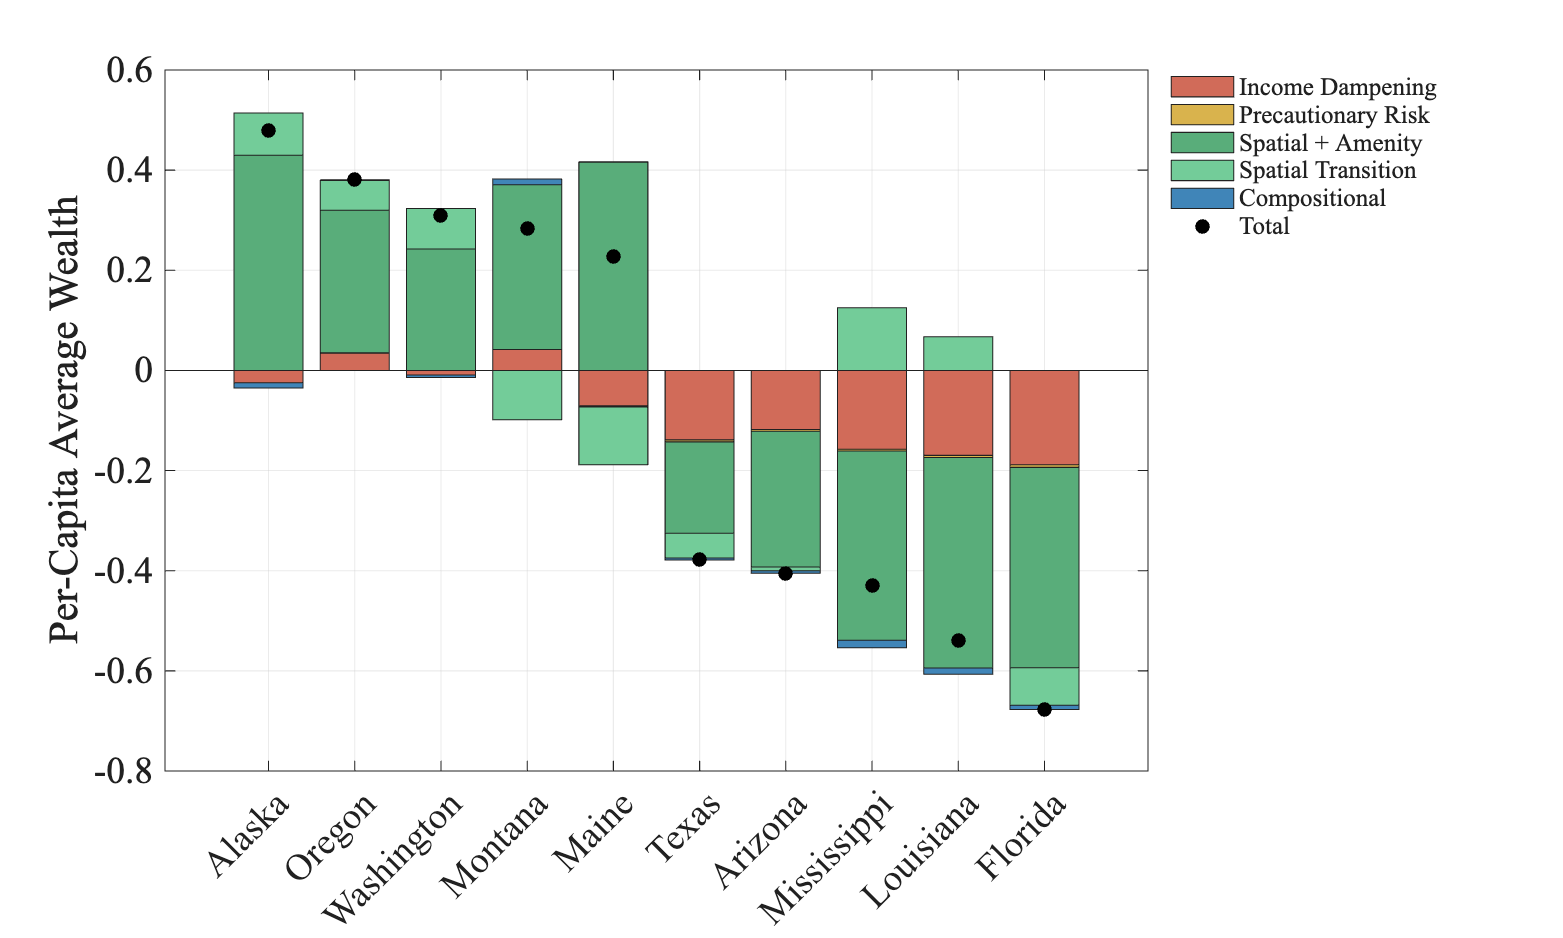 0.6
0.4
0.2
0
-0.2
-0.4
-0.6
-0.8
Per-Capita Average Wealth
Alaska
Oregon
Washington
Montana
Maine
Texas
Arizona
Mississippi
Louisiana
Florida
Income Dampening
Precautionary Risk
Spatial + Amenity
Spatial Transition
Compositional
Total